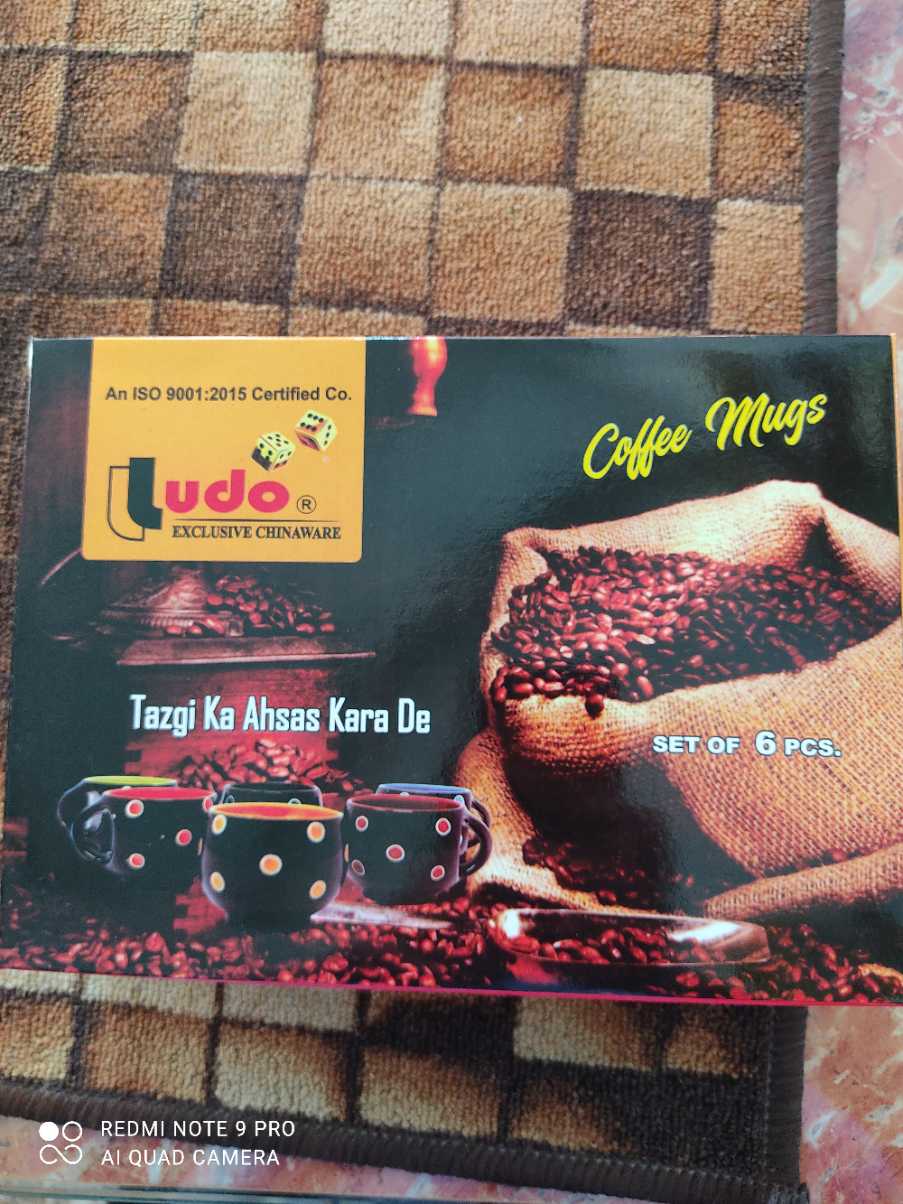 An ISO 9001:2015 Certified Co.
Ludo ®
EXCLUSIVE CHINAWARE
Coffee Mugs
Tazgi Ka Ahsas Kara De
SET OF 6 PCS.
REDMI NOTE 9 PRO
AI QUAD CAMERA